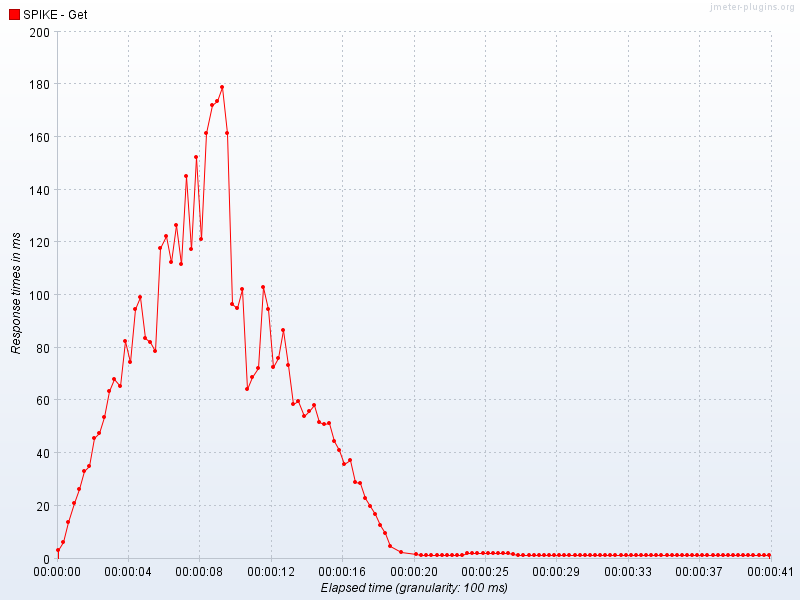 jmeter-plugins.org
SPIKE - Get
200
180
160
140
120
100
80
60
40
20
0
Response times in ms
00:00:00 00:00:04 00:00:08 00:00:12 00:00:16 00:00:20 00:00:25 00:00:29 00:00:33 00:00:37 00:00:41
Elapsed time (granularity: 100 ms)